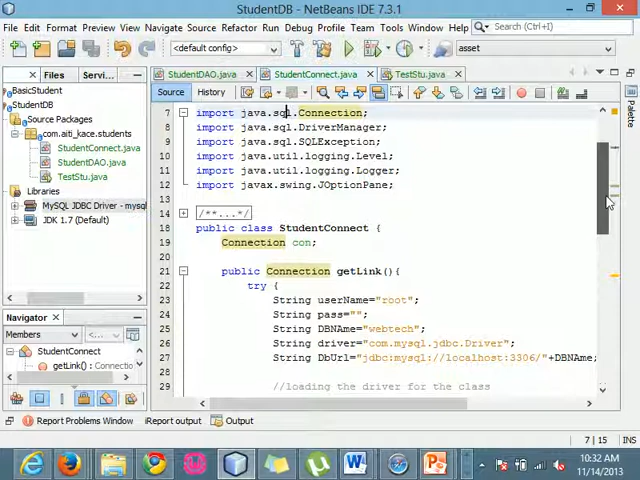 StudentDB - NetBeans IDE 7.3.1
File Edit View Navigate Source Refactor Run Debug Profile Team Tools Window Help
Search (Ctrl+I)
<default config>
asset
Files Servi...
StudentDAO.java StudentConnect.java TestStu.java
Source History
BasicStudent
StudentDB
Source Packages
com.aiti_kace.students
StudentConnect.java
StudentDAO.java
TestStu.java
Libraries
MySQL JDBC Driver - mysql
JDK 1.7 (Default)
Navigator
Members <...
StudentConnect
getLink() : Connectio
7 import java.sql.Connection;
8 import java.sql.DriverManager;
9 import java.sql.SQLException;
10 import java.util.logging.Level;
11 import java.util.logging.Logger;
12 import javax.swing.JOptionPane;
13
14 /**...*/
18 public class StudentConnect {
19 Connection con;
20
21 public Connection getLink(){
22 try {
23 String userName="root";
24 String pass="";
25 String DBNAme="webtech";
26 String driver="com.mysql.jdbc.Driver";
27 String DbUrl="jdbc:mysql://localhost:3306/"+DBNAme;
28
29 //loading the driver for the class
Palette
Report Problems Window iReport output Output
7 | 15 INS
10:32 AM
11/14/2013